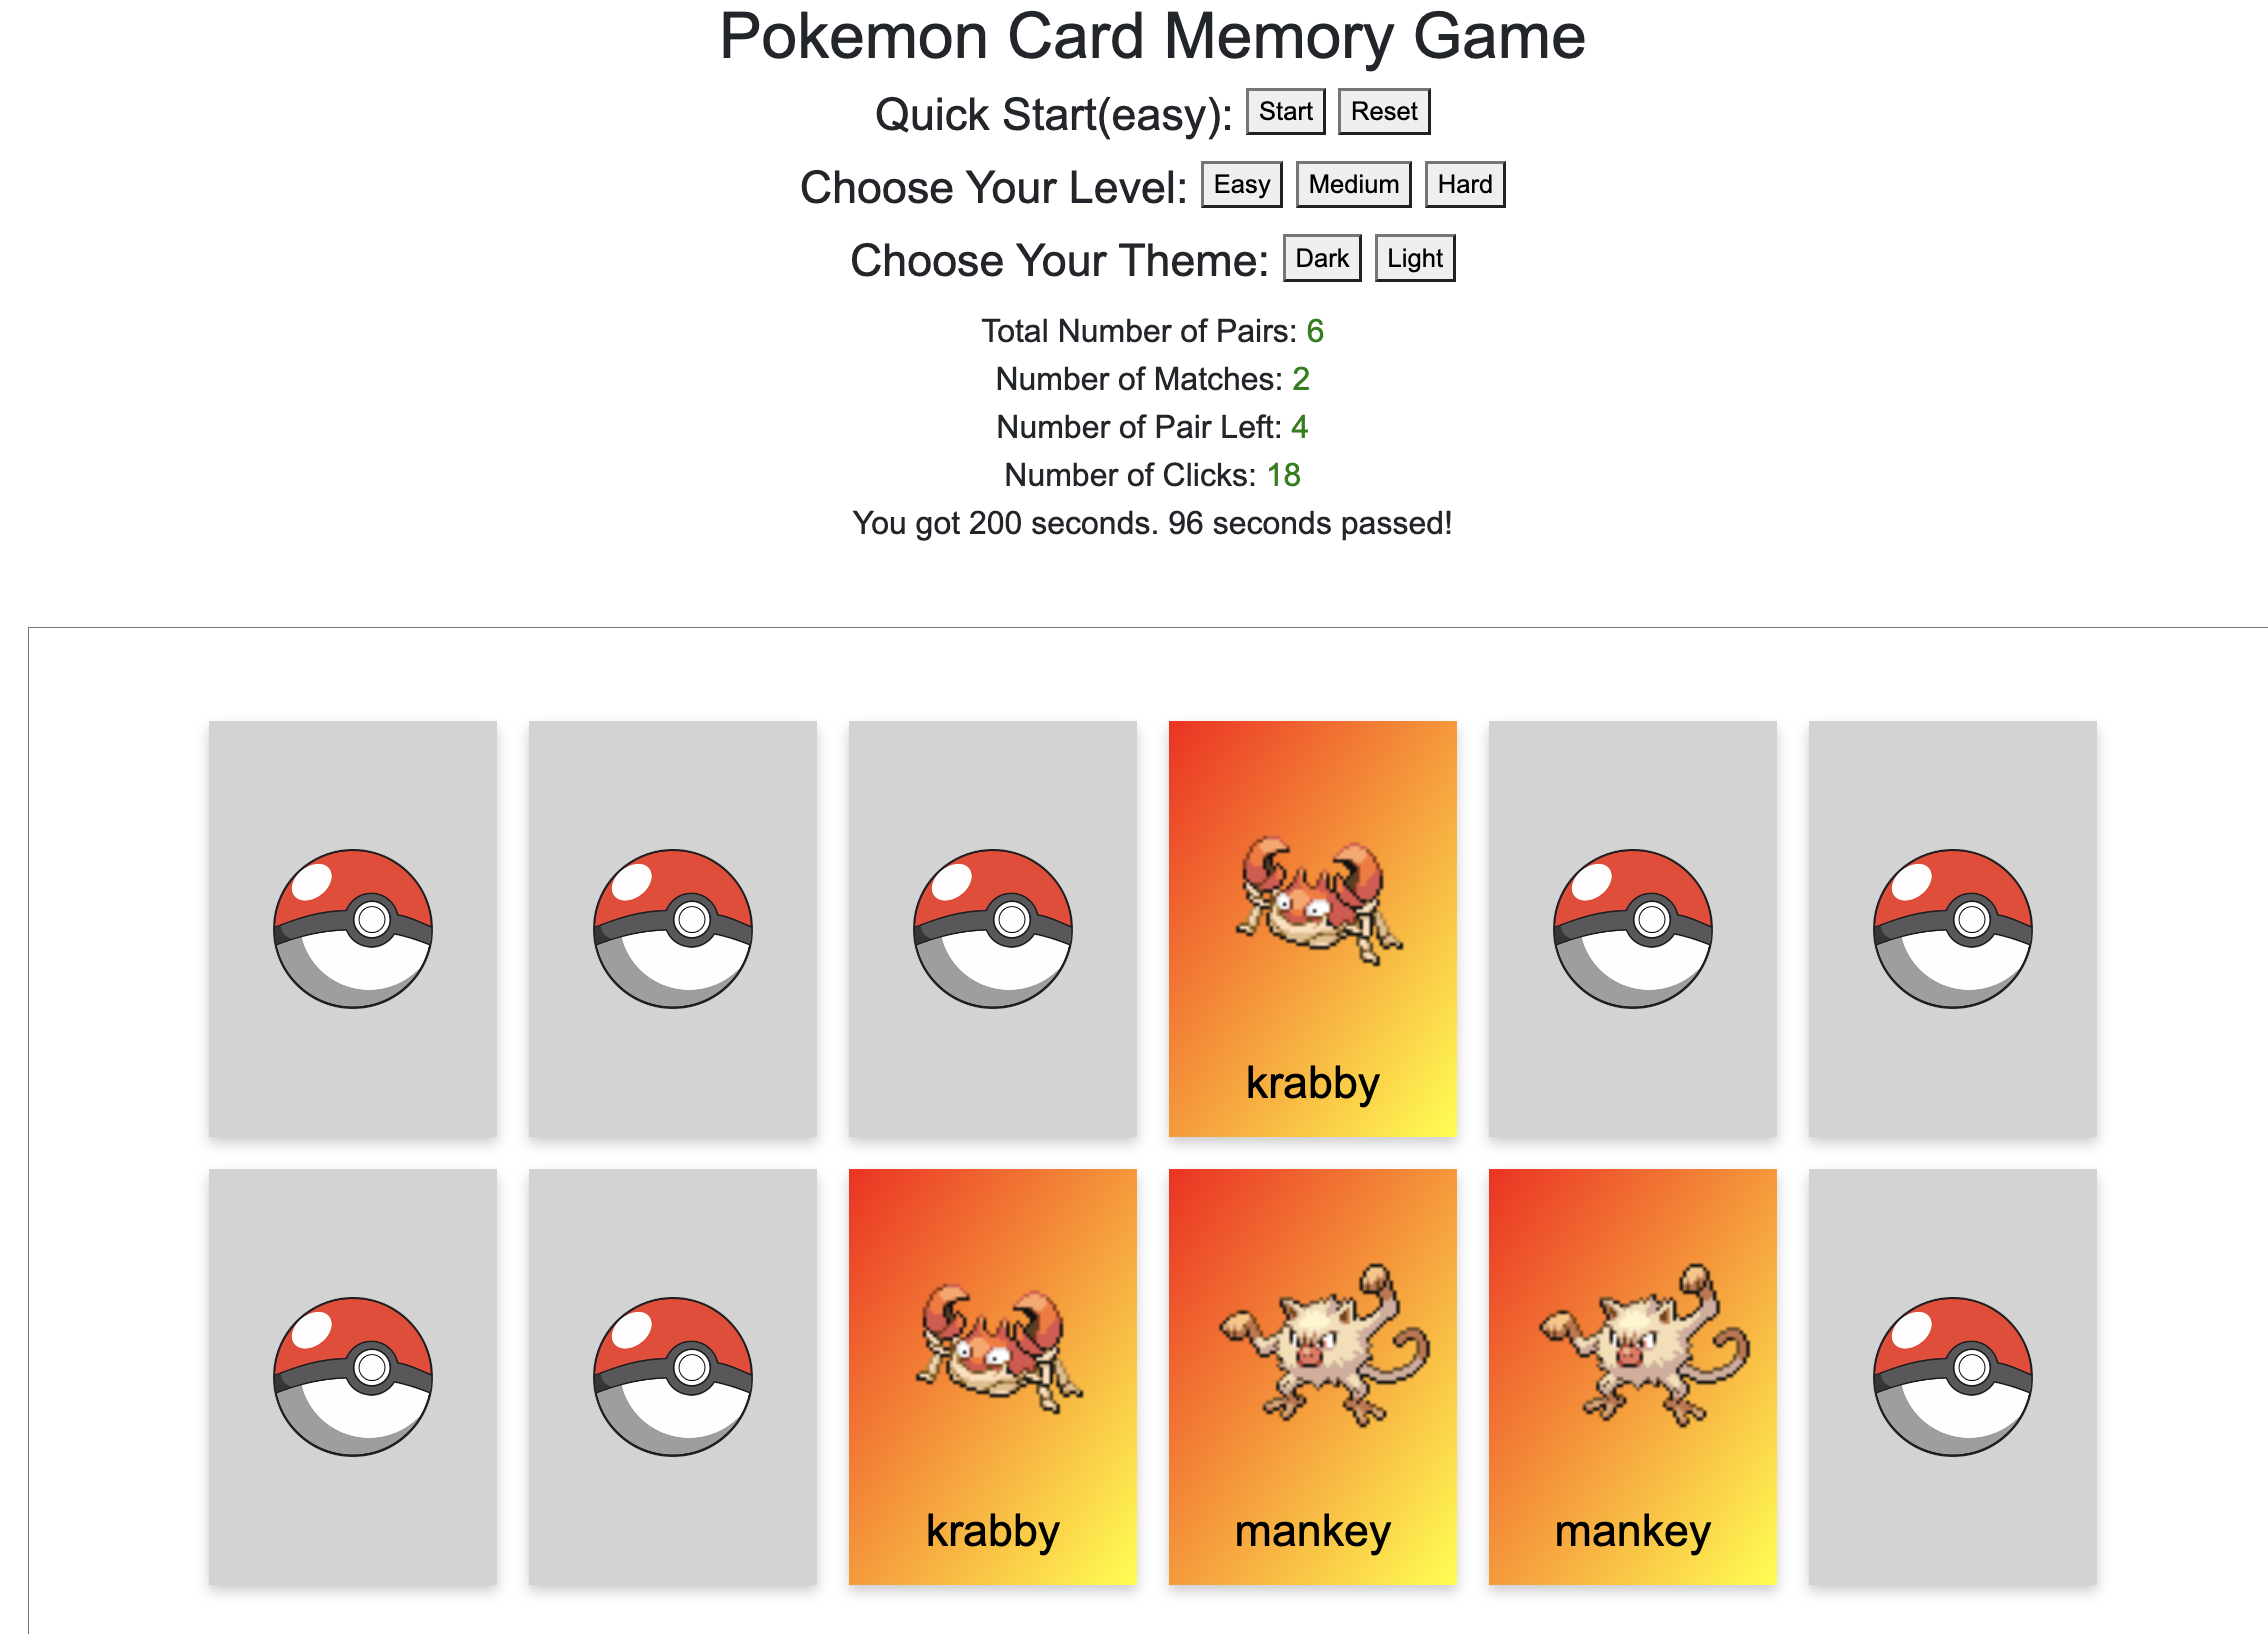 Pokemon Card Memory Game
Quick Start(easy): Start Reset
Choose Your Level: Easy Medium Hard
Choose Your Theme: Dark Light
Total Number of Pairs: 6
Number of Matches: 2
Number of Pair Left: 4
Number of Clicks: 18
You got 200 seconds. 96 seconds passed!
krabby
krabby mankey mankey